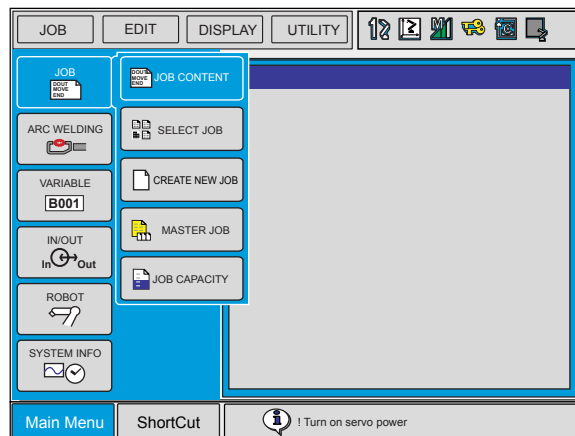 JOB EDIT DISPLAY UTILITY
JOB
DOUT
MOVE
END
JOB CONTENT
DOUT
MOVE
END
ARC WELDING
SELECT JOB
VARIABLE
B001
CREATE NEW JOB
IN/OUT
In Out
MASTER JOB
ROBOT
JOB CAPACITY
SYSTEM INFO
Main Menu ShortCut ! Turn on servo power